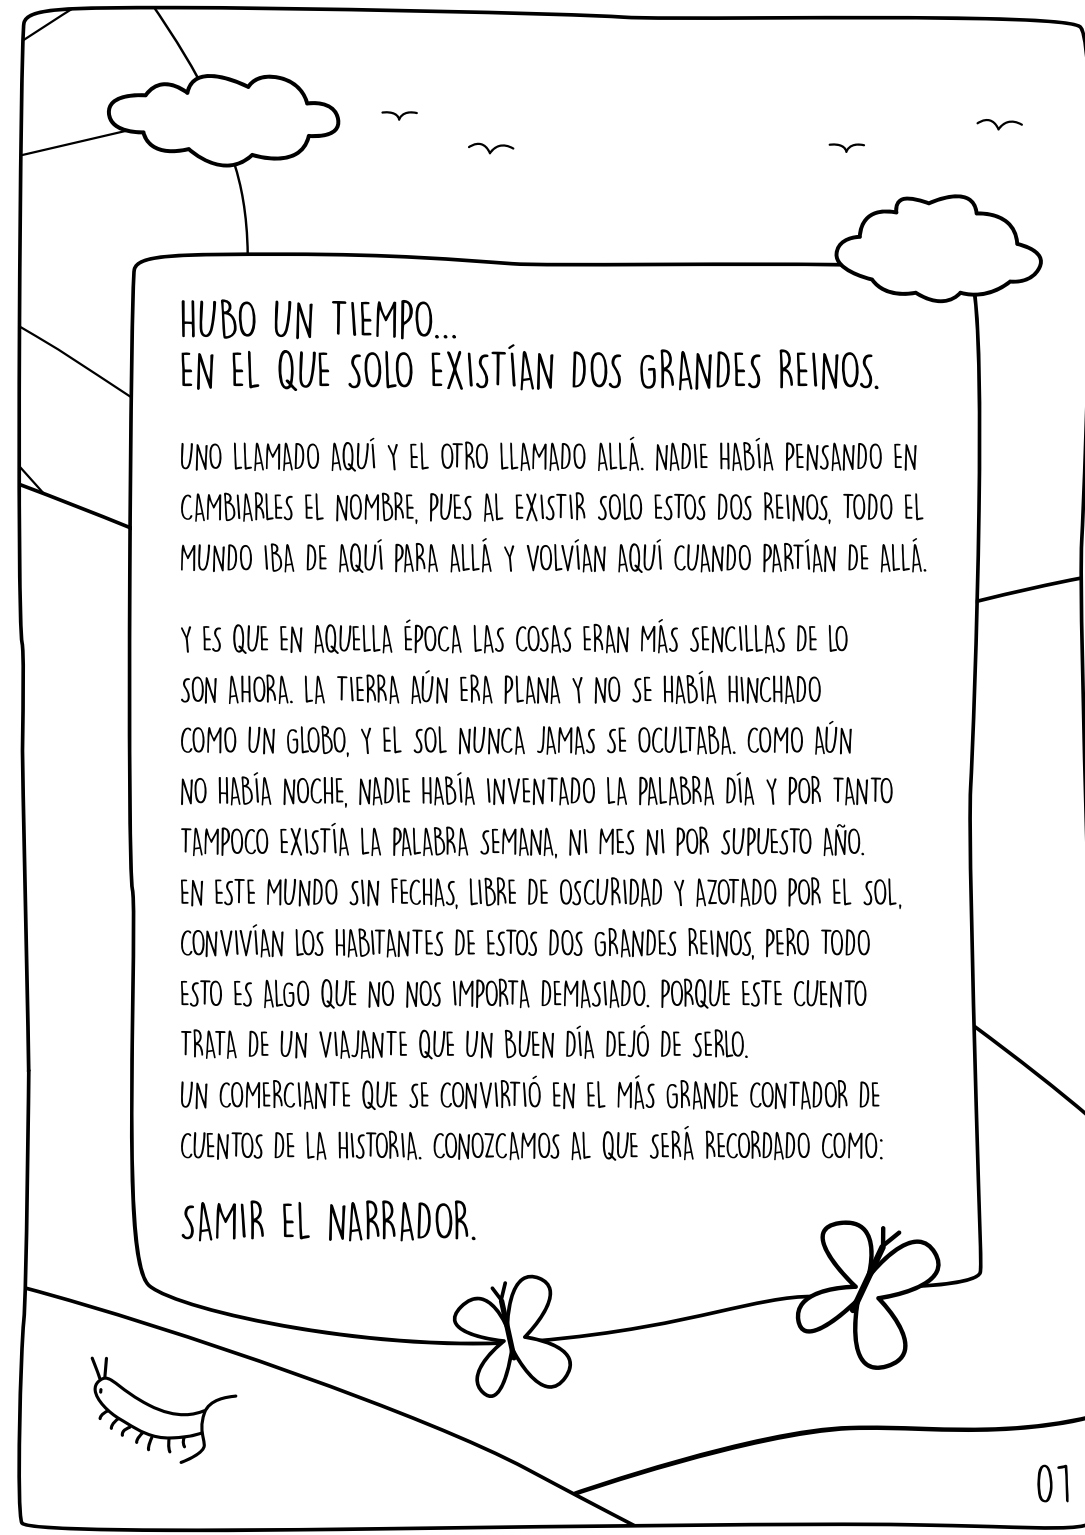 HUBO UN TIEMPO...
EN EL QUE SOLO EXISTÍAN DOS GRANDES REINOS.
UNO LLAMADO AQUÍ Y EL OTRO LLAMADO ALLÁ. NADIE HABÍA PENSANDO EN
CAMBIARLES EL NOMBRE, PUES AL EXISTIR SOLO ESTOS DOS REINOS, TODO EL
MUNDO IBA DE AQUÍ PARA ALLÁ Y VOLVÍAN AQUÍ CUANDO PARTÍAN DE ALLÁ.
Y ES QUE EN AQUELLA ÉPOCA LAS COSAS ERAN MÁS SENCILLAS DE LO
SON AHORA. LA TIERRA AÚN ERA PLANA Y NO SE HABÍA HINCHADO
COMO UN GLOBO, Y EL SOL NUNCA JAMAS SE OCULTABA. COMO AÚN
NO HABÍA NOCHE, NADIE HABÍA INVENTADO LA PALABRA DÍA Y POR TANTO
TAMPOCO EXISTÍA LA PALABRA SEMANA, NI MES NI POR SUPUESTO AÑO.
EN ESTE MUNDO SIN FECHAS, LIBRE DE OSCURIDAD Y AZOTADO POR EL SOL,
CONVIVÍAN LOS HABITANTES DE ESTOS DOS GRANDES REINOS, PERO TODO
ESTO ES ALGO QUE NO NOS IMPORTA DEMASIADO. PORQUE ESTE CUENTO
TRATA DE UN VIAJANTE QUE UN BUEN DÍA DEJÓ DE SERLO.
UN COMERCIANTE QUE SE CONVIRTIÓ EN EL MÁS GRANDE CONTADOR DE
CUENTOS DE LA HISTORIA. CONOZCAMOS AL QUE SERÁ RECORDADO COMO:
SAMIR EL NARRADOR.
01